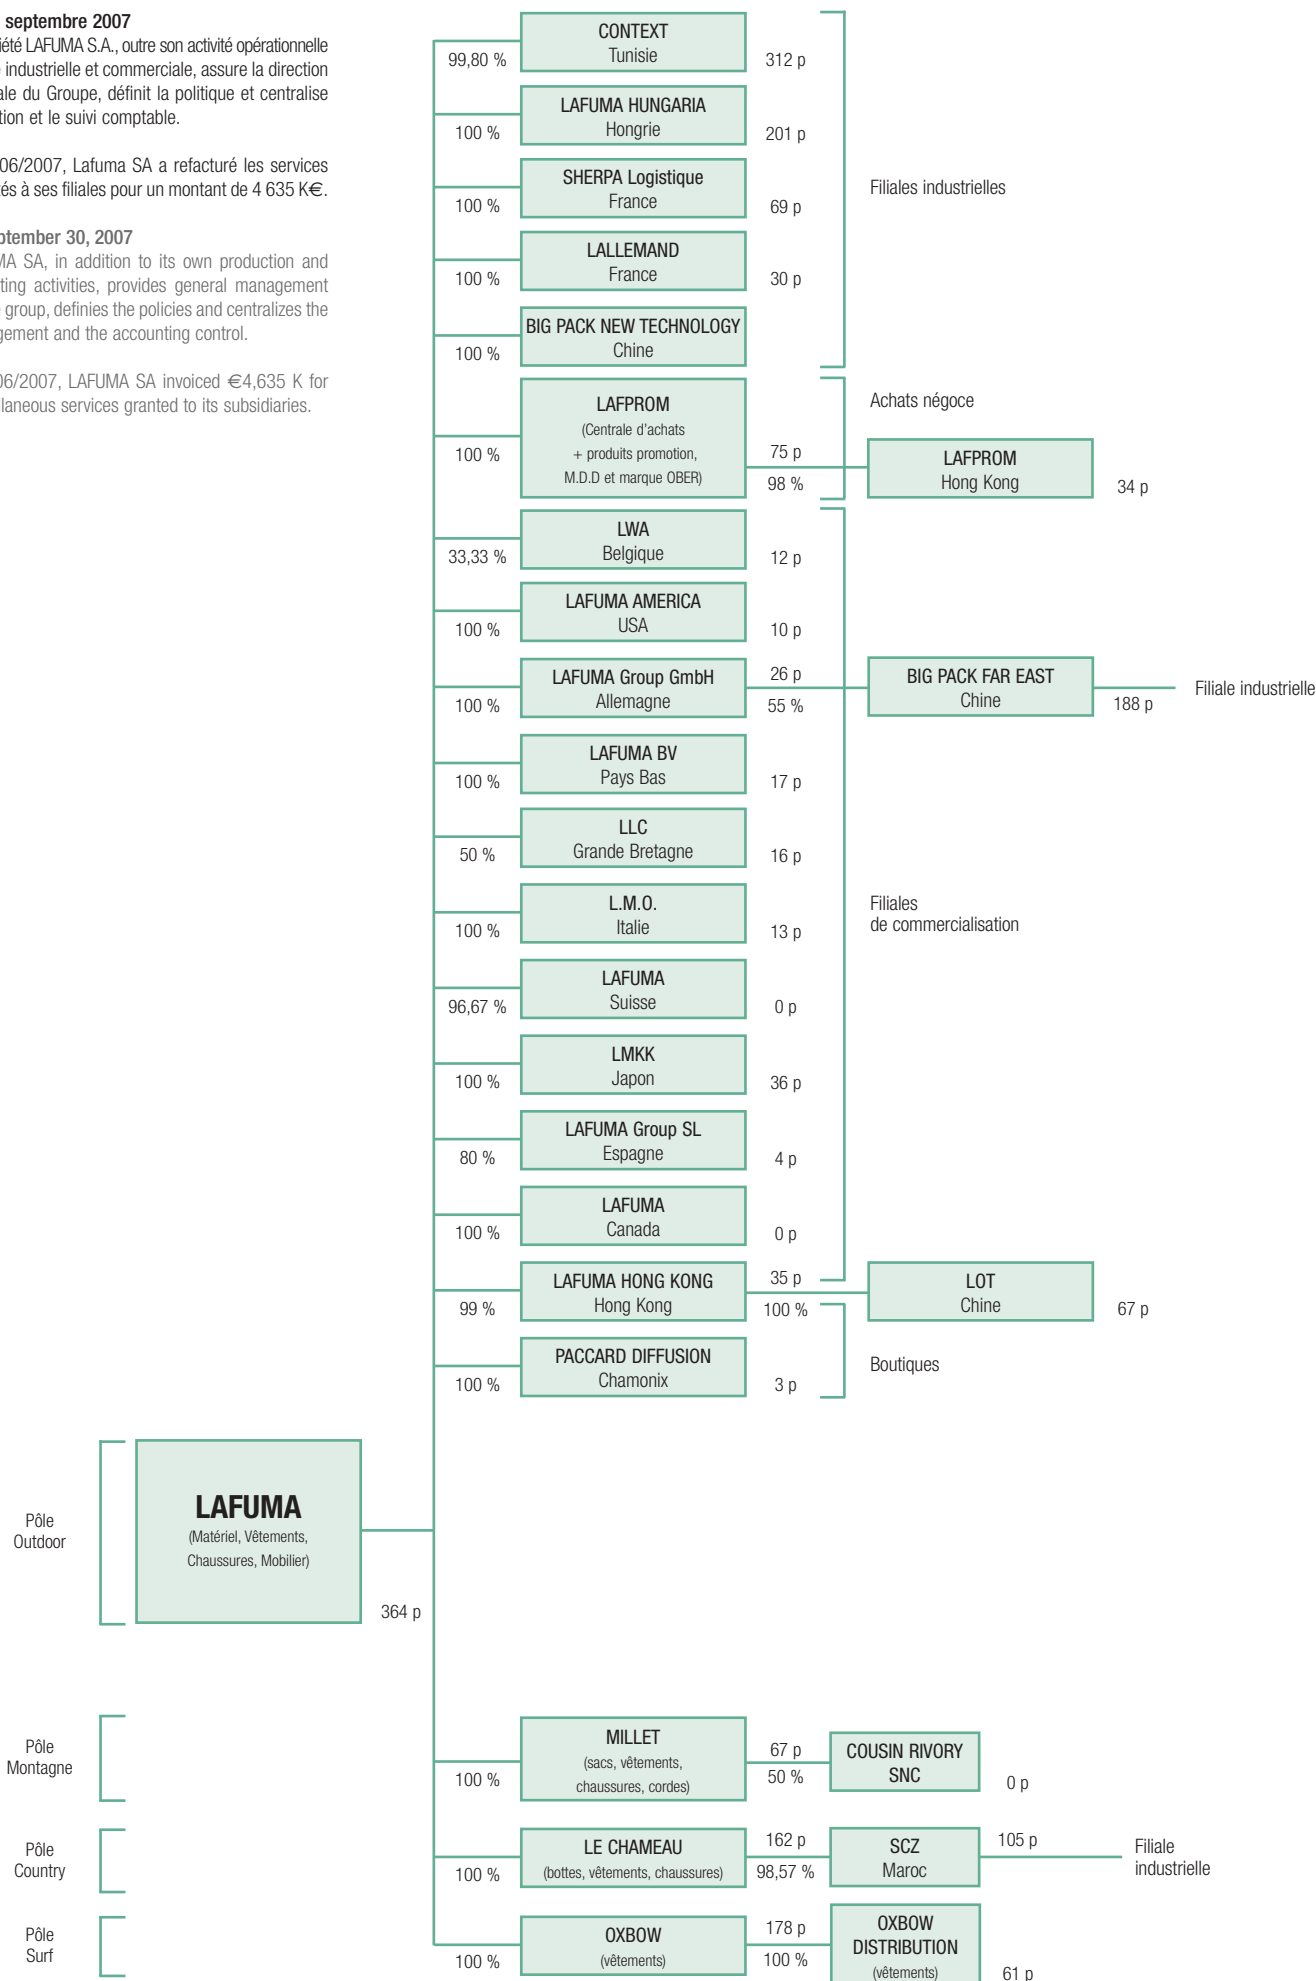 septembre 2007
iété LAFUMA S.A., outre son activité opérationnelle
industrielle et commerciale, assure la direction
ale du Groupe, définit la politique et centralise
tion et le suivi comptable.
06/2007, Lafuma SA a refacturé les services
tés à ses filiales pour un montant de 4 635 K€.
ptember 30, 2007
MA SA, in addition to its own production and
ting activities, provides general management
group, definies the policies and centralizes the
gement and the accounting control.
06/2007, LAFUMA SA invoiced €4,635 K for
llaneous services granted to its subsidiaries.
CONTEXT
Tunisie
99,80 %
312 p
LAFUMA HUNGARIA
Hongrie
100 %
201 p
SHERPA Logistique
France
100 %
69 p
Filiales industrielles
LALLEMAND
France
100 %
30 p
BIG PACK NEW TECHNOLOGY
Chine
100 %
LAFPROM
(Centrale d'achats
+ produits promotion,
M.D.D et marque OBER)
100 %
75 p
98 %
Achats négoce
LAFPROM
Hong Kong
34 p
LWA
Belgique
33,33 %
12 p
LAFUMA AMERICA
USA
100 %
10 p
LAFUMA Group GmbH
Allemagne
100 %
26 p
55 %
BIG PACK FAR EAST
Chine
188 p
Filiale industrielle
LAFUMA BV
Pays Bas
100 %
17 p
LLC
Grande Bretagne
50 %
16 p
L.M.O.
Italie
100 %
13 p
Filiales
de commercialisation
LAFUMA
Suisse
96,67 %
0 p
LMKK
Japon
100 %
36 p
LAFUMA Group SL
Espagne
80 %
4 p
LAFUMA
Canada
100 %
0 p
LAFUMA HONG KONG
Hong Kong
99 %
35 p
100 %
LOT
Chine
67 p
PACCARD DIFFUSION
Chamonix
100 %
3 p
Boutiques
Pôle
Outdoor
LAFUMA
(Matériel, Vêtements,
Chaussures, Mobilier)
364 p
Pôle
Montagne
100 %
MILLET
(sacs, vêtements,
chaussures, cordes)
67 p
50 %
COUSIN RIVORY
SNC
0 p
Pôle
Country
100 %
LE CHAMEAU
(bottes, vêtements, chaussures)
162 p
98,57 %
SCZ
Maroc
105 p
Filiale
industrielle
Pôle
Surf
100 %
OXBOW
(vêtements)
178 p
100 %
OXBOW
DISTRIBUTION
(vêtements)
61 p